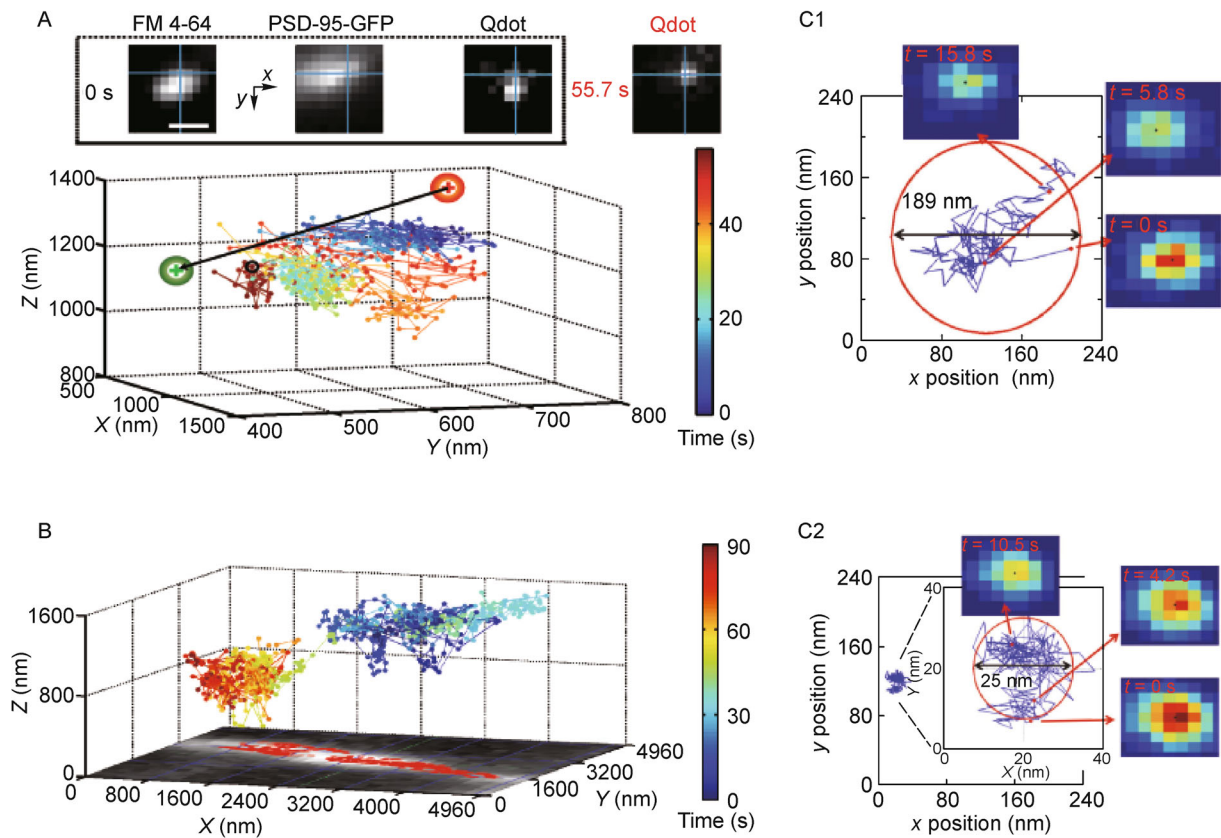 A
FM 4-64
PSD-95-GFP
Qdot
Qdot
0 s
x
y
55.7 s
1400
1200
1000
800
Z (nm)
500
1000
1500
X (nm)
400
500
600
700
800
Y (nm)
40
20
0
Time (s)
C1
t = 15.8 s
t = 5.8 s
t = 0 s
189 nm
240
160
80
0
y position (nm)
0
80
160
240
x position (nm)
B
1600
800
0
Z (nm)
0
800
1600
2400
3200
4000
4960
X (nm)
0
1600
3200
4960
Y (nm)
90
60
30
0
Time (s)
C2
t = 10.5 s
t = 4.2 s
t = 0 s
25 nm
240
160
80
0
y position (nm)
0
80
160
240
x position (nm)
40
20
0
Y (nm)
0
20
40
X (nm)